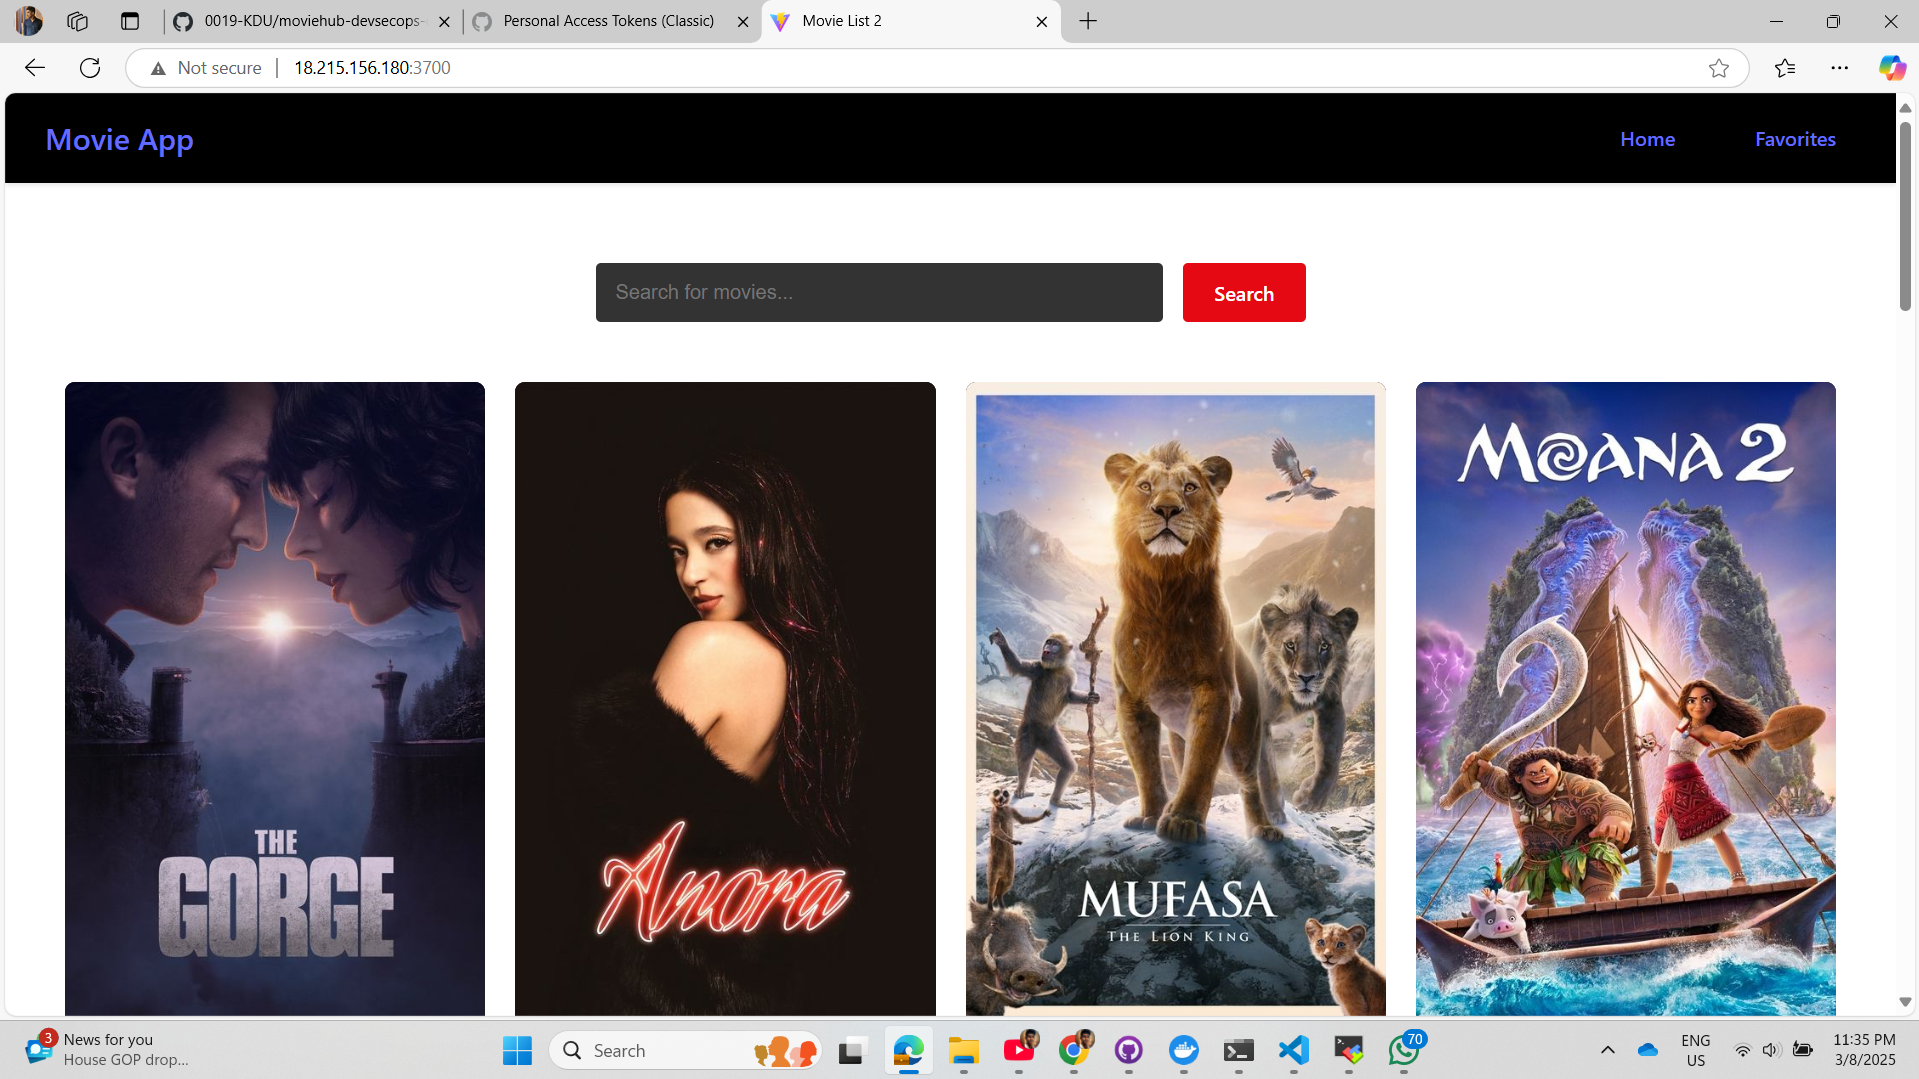 0019-KDU/moviehub-devsecops-
Personal Access Tokens (Classic)
Movie List 2
Not secure
18.215.156.180:3700
Movie App
Home
Favorites
Search for movies...
Search
THE
GORGE
Anora
MUFASA
THE LION KING
MOANA 2
3
News for you
House GOP drop...
Search
70
ENG
US
11:35 PM
3/8/2025